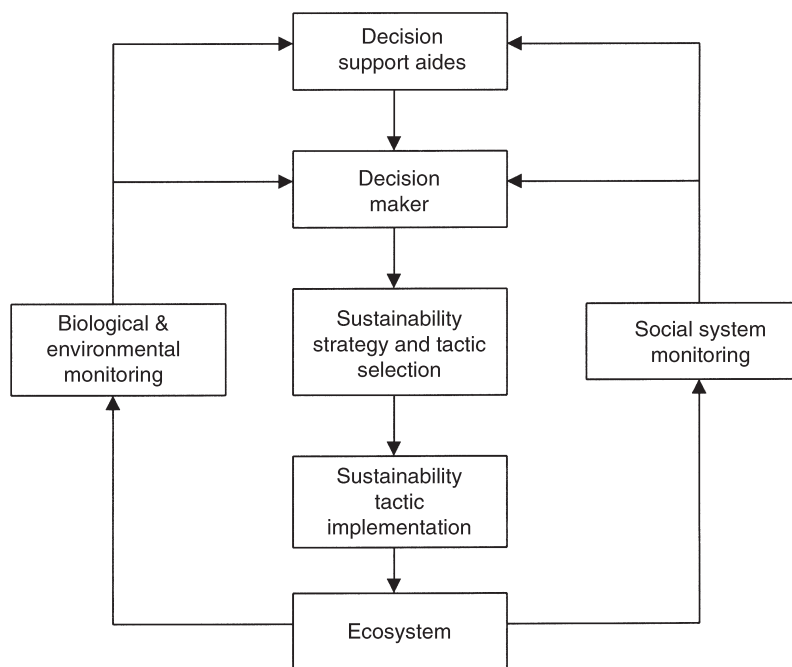 Decision
support aides
Decision
maker
Biological &
environmental
monitoring
Sustainability
strategy and tactic
selection
Social system
monitoring
Sustainability
tactic
implementation
Ecosystem